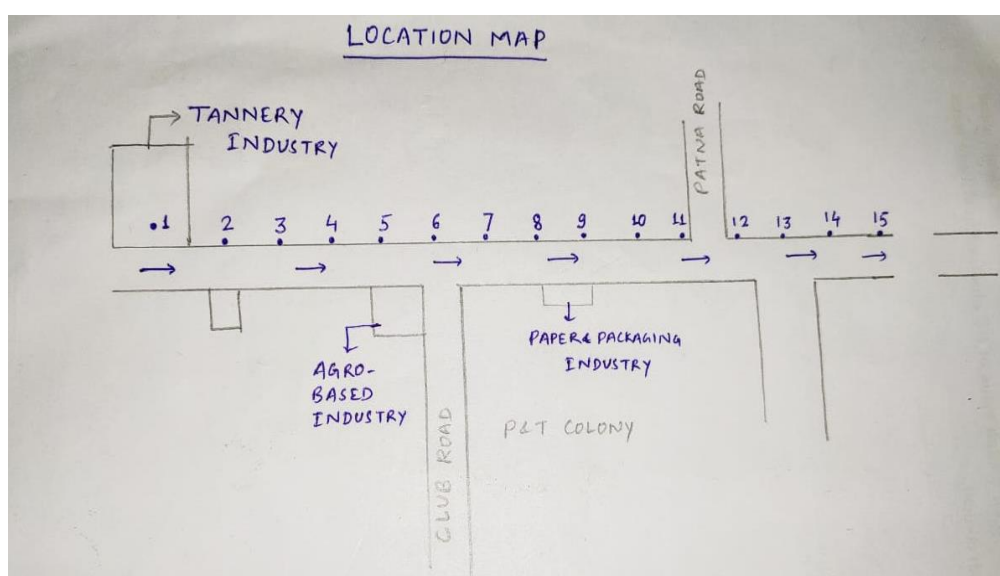 LOCATION MAP
TANNERY
INDUSTRY
PATNA ROAD
1 2 3 4 5 6 7 8 9 10 11 12 13 14 15
AGRO-
BASED
INDUSTRY
PAPER & PACKAGING
INDUSTRY
CLUB ROAD
P&T COLONY